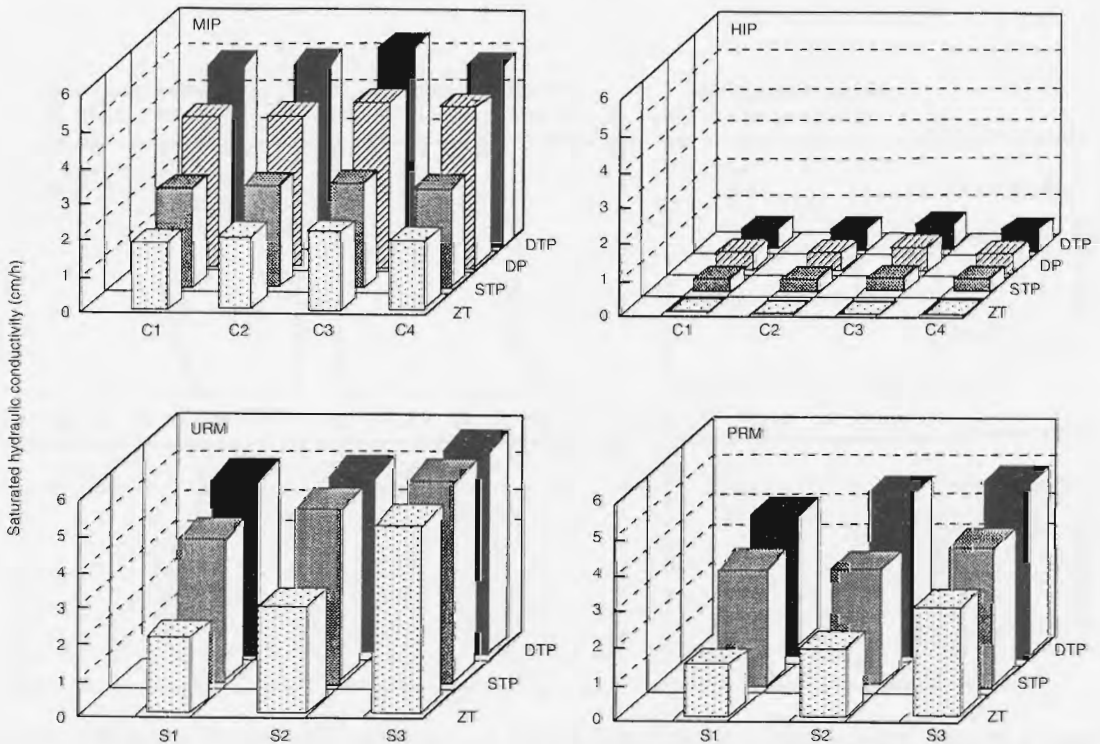 Saturated hydraulic conductivity (cm/h)
MIP
6
5
4
3
2
1
0
C1 C2 C3 C4
ZT
STP
DP
DTP
HIP
6
5
4
3
2
1
0
C1 C2 C3 C4
ZT
STP
DP
DTP
URM
6
5
4
3
2
1
0
S1 S2 S3
ZT
STP
DTP
PRM
6
5
4
3
2
1
0
S1 S2 S3
ZT
STP
DTP